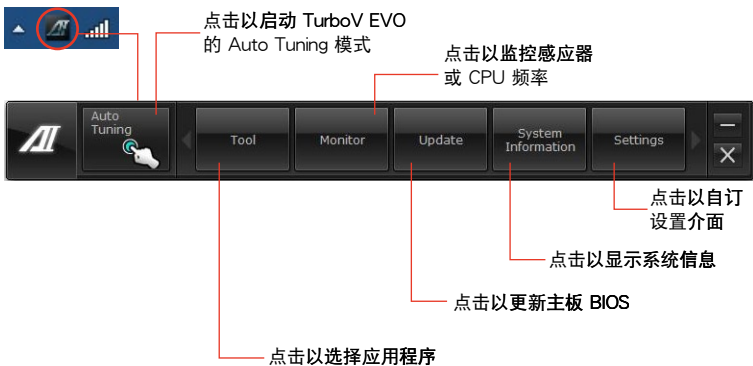 点击以启动 TurboV EVO
的 Auto Tuning 模式
点击以监控感应器
或 CPU 频率
Auto
Tuning
Tool
Monitor
Update
System
Information
Settings
点击以自订
设置介面
点击以显示系统信息
点击以更新主板 BIOS
点击以选择应用程序